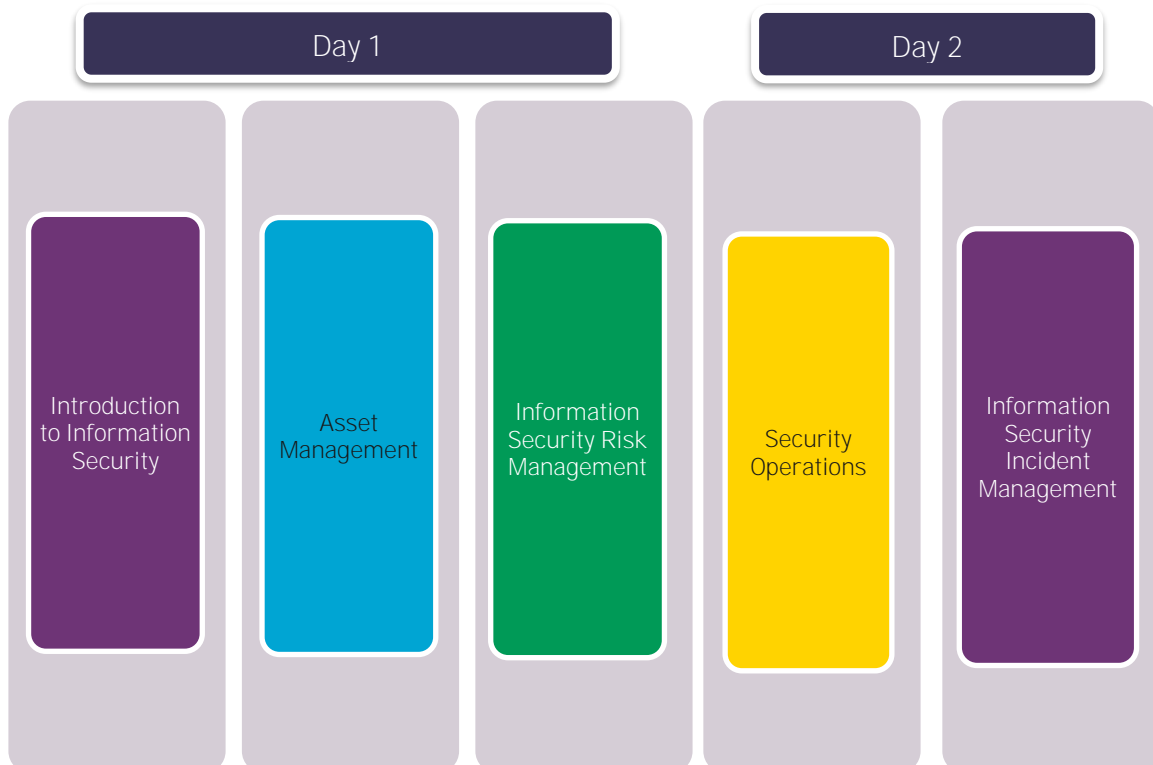 Day 1
Day 2
Introduction
to Information
Security
Asset
Management
Information
Security Risk
Management
Security
Operations
Information
Security
Incident
Management